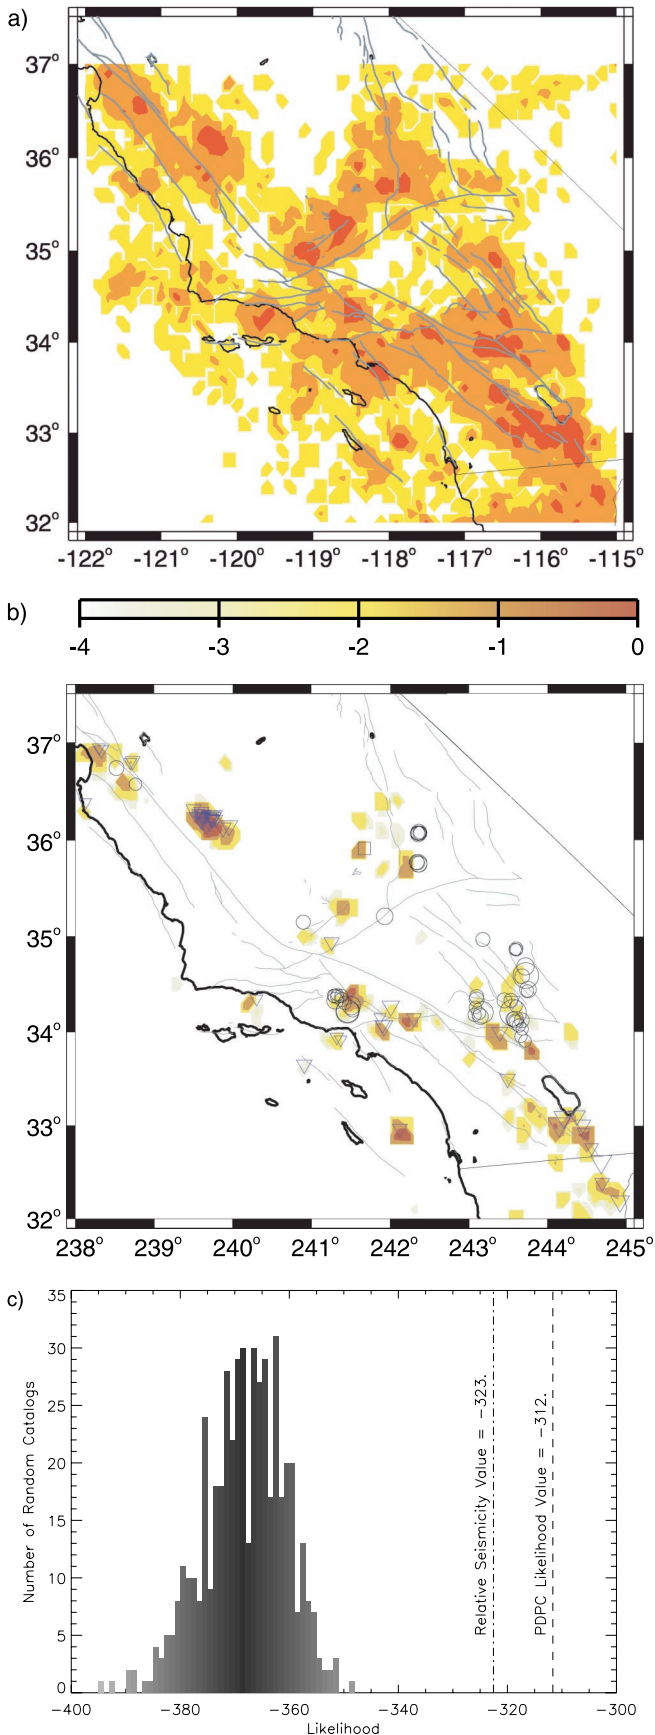 a)
37°
36°
35°
34°
33°
32°
-122° -121° -120° -119° -118° -117° -116° -115°
b)
-4 -3 -2 -1 0
37°
36°
35°
34°
33°
32°
238° 239° 240° 241° 242° 243° 244° 245°
c)
35
30
25
20
15
10
5
0
Number of Random Catalogs
Relative Seismicity Value = -323.
PDPC Likelihood Value = -312.
-400 -380 -360 -340 -320 -300
Likelihood